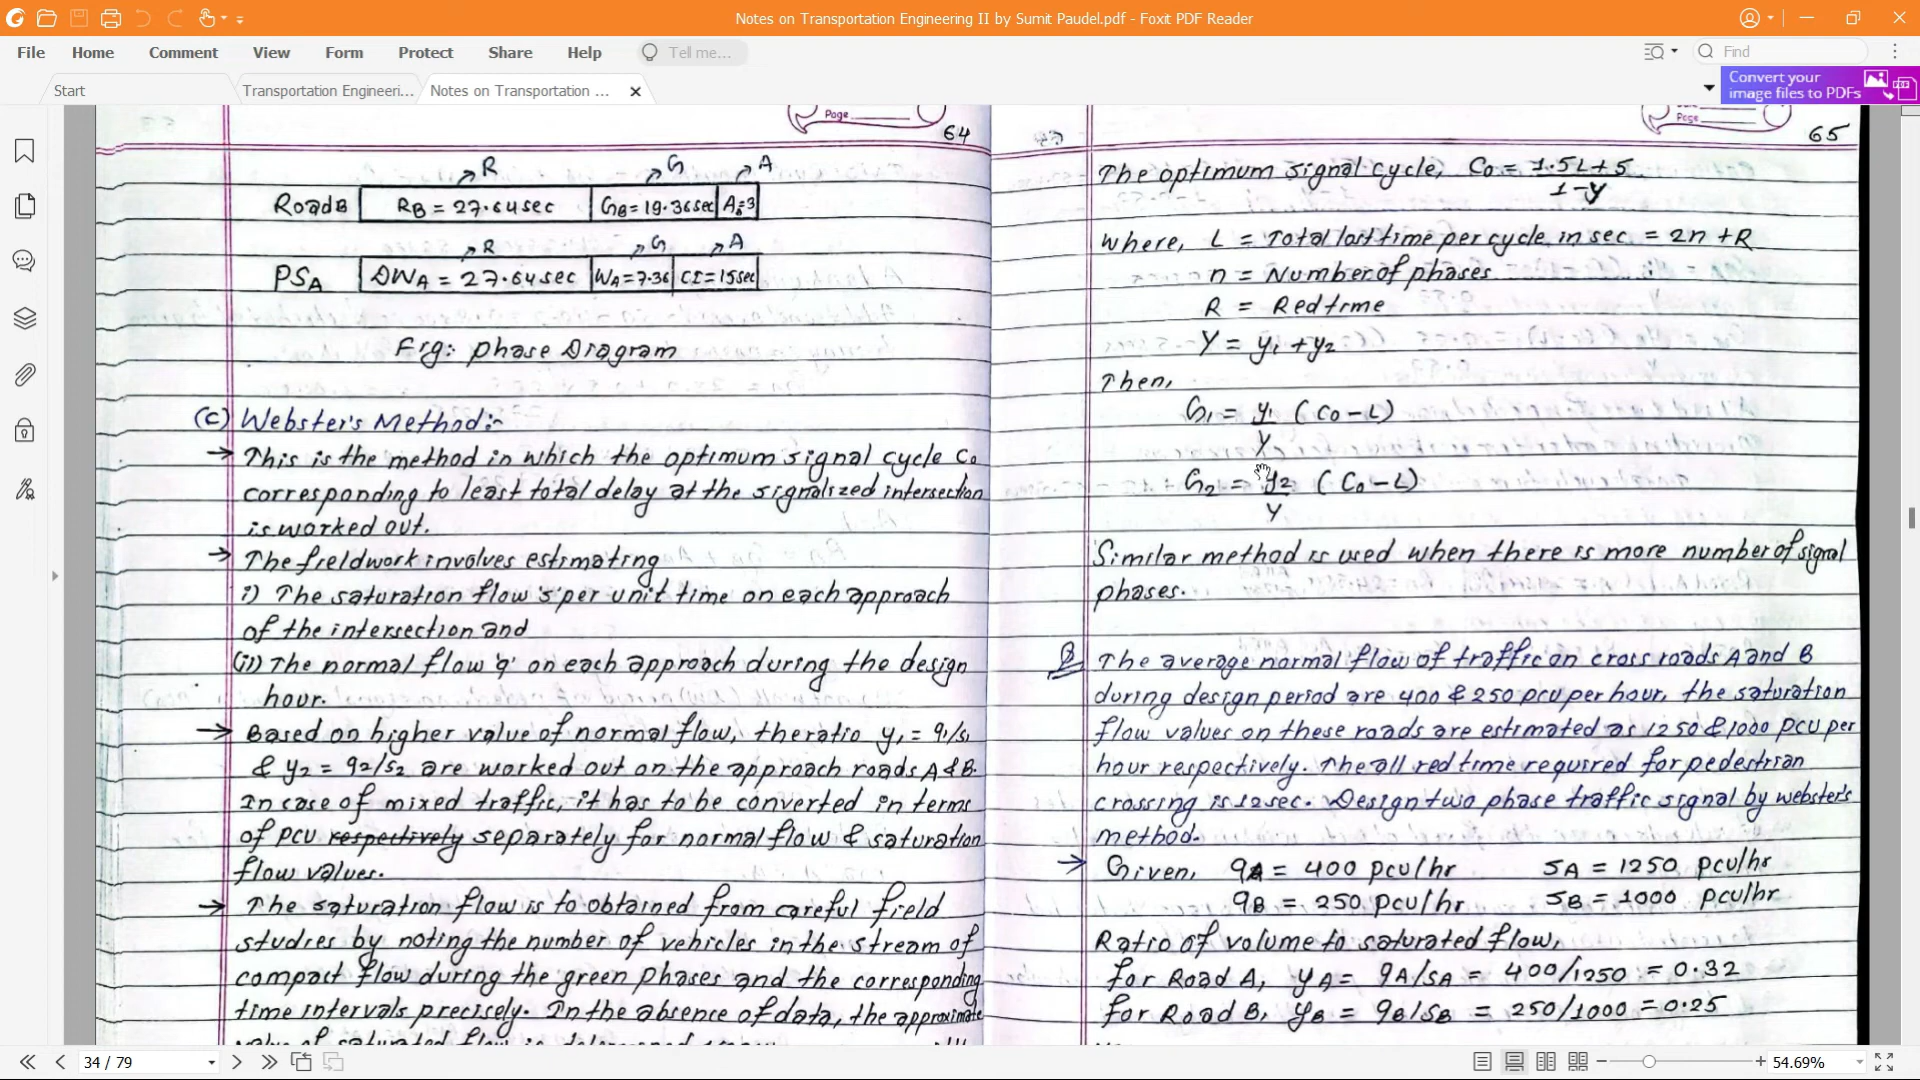 Notes on Transportation Engineering II by Sumit Paudel.pdf - Foxit PDF Reader
File Home Comment View Form Protect Share Help Tell me... Find
Start
Transportation Engineeri...
Notes on Transportation ...
Convert your
image files to PDFs
Page
64
R G A
Road B RB = 27.64 sec GB = 19.36 sec A=3
R G A
PSA DWA = 27.64 sec WA = 7.36 CI = 15 sec
Fig: Phase Diagram
(C) Webster's Method:-
→ This is the method in which the optimum signal cycle Co
corresponding to least total delay at the signalized intersection
is worked out.
→ The fieldwork involves estimating
i) The saturation flow 's' per unit time on each approach
of the intersection and
(ii) The normal flow 'q' on each approach during the design
hour.
→ Based on higher value of normal flow, the ratio y1 = q1/s1
& y2 = q2/s2 are worked out on the approach roads A & B.
In case of mixed traffic, it has to be converted in terms
of PCU respectively separately for normal flow & saturation
flow values.
→ The saturation flow is to obtained from careful field
studies by noting the number of vehicles in the stream of
compact flow during the green phases and the corresponding
time intervals precisely. In the absence of data, the approximate
value of saturated flow is
Page
65
The optimum signal cycle, Co = 1.5L+5
1-Y
Where, L = Total lost time per cycle in sec = 2n + R
n = Number of phases
R = Red time
Y = y1 + y2
Then,
G1 = y1 (Co - L)
Y
G2 = y2 (Co - L)
Y
Similar method is used when there is more number of signal
phases.
Q The average normal flow of traffic on cross roads A and B
during design period are 400 & 250 pcu per hour, the saturation
flow values on these roads are estimated as 1250 & 1000 pcu per
hour respectively. The all red time required for pedestrian
crossing is 12 sec. Design two phase traffic signal by webster's
method.
→ Given, qA = 400 pcu/hr SA = 1250 pcu/hr
qB = 250 pcu/hr SB = 1000 pcu/hr
Ratio of volume to saturated flow,
for Road A, yA = qA/SA = 400/1250 = 0.32
for Road B, yB = qB/SB = 250/1000 = 0.25
34 / 79
54.69%